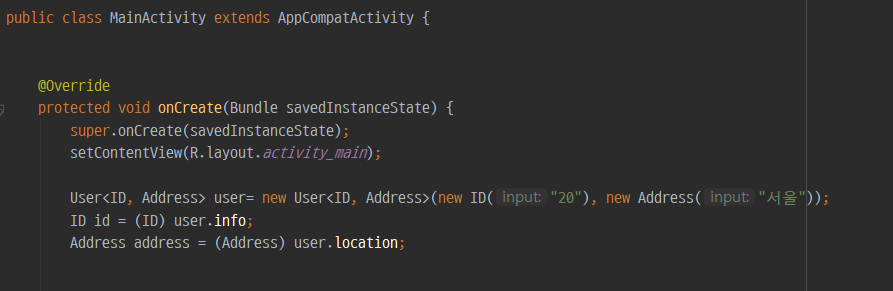 public class MainActivity extends AppCompatActivity {
@Override
protected void onCreate(Bundle savedInstanceState) {
super.onCreate(savedInstanceState);
setContentView(R.layout.activity_main);
User<ID, Address> user= new User<ID, Address>(new ID( input: "20"), new Address( input: "서울"));
ID id = (ID) user.info;
Address address = (Address) user.location;